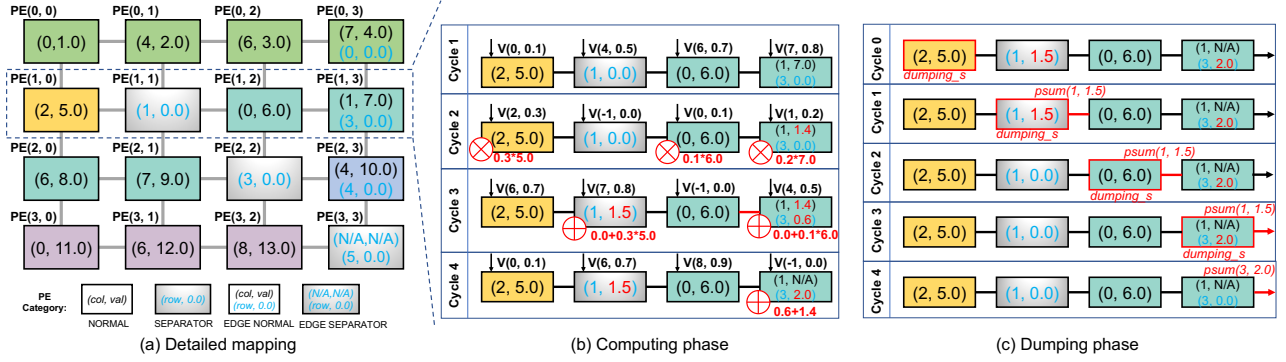 PE(0, 0) PE(0, 1) PE(0, 2) PE(0, 3)
(0,1.0) (4, 2.0) (6, 3.0) (7, 4.0)
(0, 0.0)
PE(1, 0) PE(1, 1) PE(1, 2) PE(1, 3)
(2, 5.0) (1, 0.0) (0, 6.0) (1, 7.0)
(3, 0.0)
PE(2, 0) PE(2, 1) PE(2, 2) PE(2, 3)
(6, 8.0) (7, 9.0) (3, 0.0) (4, 10.0)
(4, 0.0)
PE(3, 0) PE(3, 1) PE(3, 2) PE(3, 3)
(0, 11.0) (6, 12.0) (8, 13.0) (N/A,N/A)
(5, 0.0)
PE
Category:
(col, val) (row, 0.0) (col, val) (N/A,N/A)
(row, 0.0) (row, 0.0)
NORMAL SEPARATOR EDGE NORMAL EDGE SEPARATOR
(a) Detailed mapping
Cycle 1
V(0, 0.1) V(4, 0.5) V(6, 0.7) V(7, 0.8)
(2, 5.0) (1, 0.0) (0, 6.0) (1, 7.0)
(3, 0.0)
Cycle 2
V(2, 0.3) V(-1, 0.0) V(0, 0.1) V(1, 0.2)
(2, 5.0) (1, 0.0) (0, 6.0) (1, 1.4)
(3, 0.0)
0.3*5.0 0.1*6.0 0.2*7.0
Cycle 3
V(6, 0.7) V(7, 0.8) V(-1, 0.0) V(4, 0.5)
(2, 5.0) (1, 1.5) (0, 6.0) (1, 1.4)
(3, 0.6)
0.0+0.3*5.0 0.0+0.1*6.0
Cycle 4
V(0, 0.1) V(6, 0.7) V(8, 0.9) V(-1, 0.0)
(2, 5.0) (1, 1.5) (0, 6.0) (1, N/A)
(3, 2.0)
0.6+1.4
(b) Computing phase
Cycle 0
(2, 5.0) (1, 1.5) (0, 6.0) (1, N/A)
(3, 2.0)
dumping_s
Cycle 1
psum(1, 1.5)
(2, 5.0) (1, 1.5) (0, 6.0) (1, N/A)
(3, 2.0)
dumping_s
Cycle 2
psum(1, 1.5)
(2, 5.0) (1, 0.0) (0, 6.0) (1, N/A)
(3, 2.0)
dumping_s
Cycle 3
psum(1, 1.5)
(2, 5.0) (1, 0.0) (0, 6.0) (1, N/A)
(3, 2.0)
dumping_s
Cycle 4
psum(3, 2.0)
(2, 5.0) (1, 0.0) (0, 6.0) (1, N/A)
(3, 0.0)
(c) Dumping phase